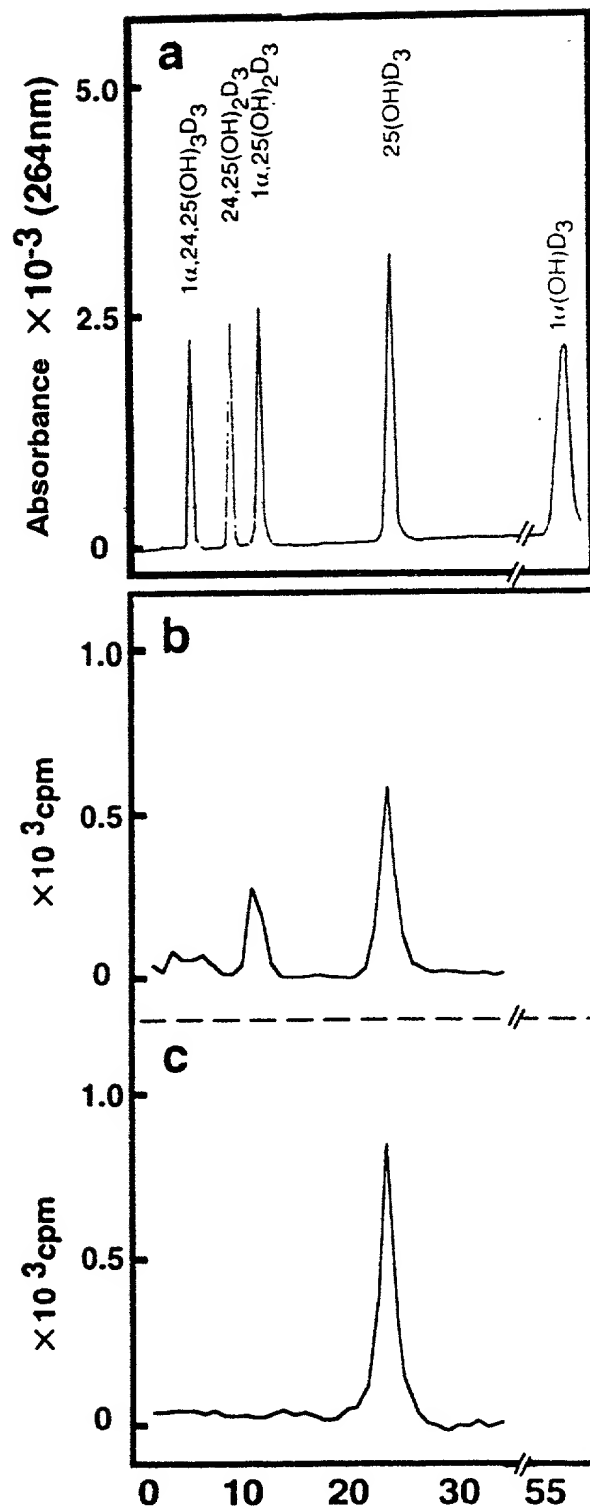 a
Absorbance × 10-3 (264nm)
5.0
2.5
0
1α,24,25(OH)3D3
24,25(OH)2D3
1α,25(OH)2D3
25(OH)D3
1α(OH)D3
b
×10 3cpm
1.0
0.5
0
c
×10 3cpm
1.0
0.5
0
0 10 20 30 55